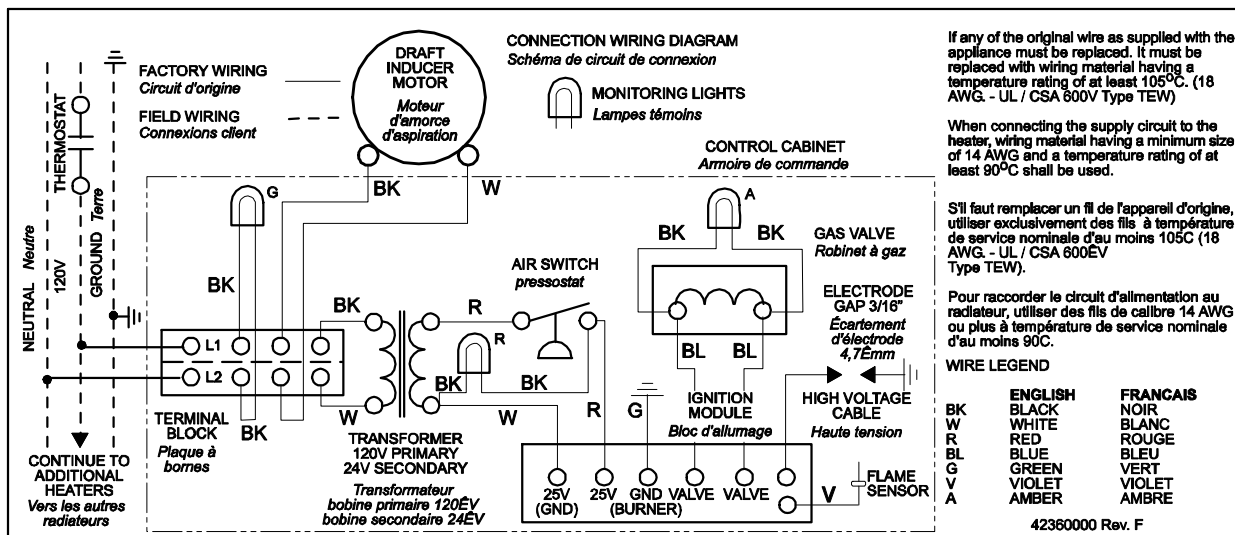 FACTORY WIRING
Circuit d'origine
FIELD WIRING
Connexions client
DRAFT
INDUCER
MOTOR
Moteur
d'amorce
d'aspiration
CONNECTION WIRING DIAGRAM
Schéma de circuit de connexion
MONITORING LIGHTS
Lampes témoins
CONTROL CABINET
Armoire de commande
THERMOSTAT
NEUTRAL Neutre
120V
GROUND Terre
BK
W
G
BK
BK
BK
W
L1
L2
TERMINAL
BLOCK
Plaque à
bornes
CONTINUE TO
ADDITIONAL
HEATERS
Vers les autres
radiateurs
TRANSFORMER
120V PRIMARY
24V SECONDARY
Transformateur
bobine primaire 120ÉV
bobine secondaire 24ÉV
R
AIR SWITCH
pressostat
R
BK
BK
W
R
G
A
BK
BK
GAS VALVE
Robinet à gaz
BL
BL
IGNITION
MODULE
Bloc d'allumage
ELECTRODE
GAP 3/16"
Écartement
d'électrode
4,7Émm
HIGH VOLTAGE
CABLE
Haute tension
25V
(GND)
25V
GND
(BURNER)
VALVE
VALVE
V
FLAME
SENSOR
If any of the original wire as supplied with the
appliance must be replaced. It must be
replaced with wiring material having a
temperature rating of at least 105°C. (18
AWG. - UL / CSA 600V Type TEW)
When connecting the supply circuit to the
heater, wiring material having a minimum size
of 14 AWG and a temperature rating of at
least 90°C shall be used.
S'il faut remplacer un fil de l'appareil d'origine,
utiliser exclusivement des fils à température
de service nominale d'au moins 105C (18
AWG. - UL / CSA 600ÉV
Type TEW).
Pour raccorder le circuit d'alimentation au
radiateur, utiliser des fils de calibre 14 AWG
ou plus à température de service nominale
d'au moins 90C.
WIRE LEGEND
ENGLISH FRANCAIS
BK BLACK NOIR
W WHITE BLANC
R RED ROUGE
BL BLUE BLEU
G GREEN VERT
V VIOLET VIOLET
A AMBER AMBRE
42360000 Rev. F